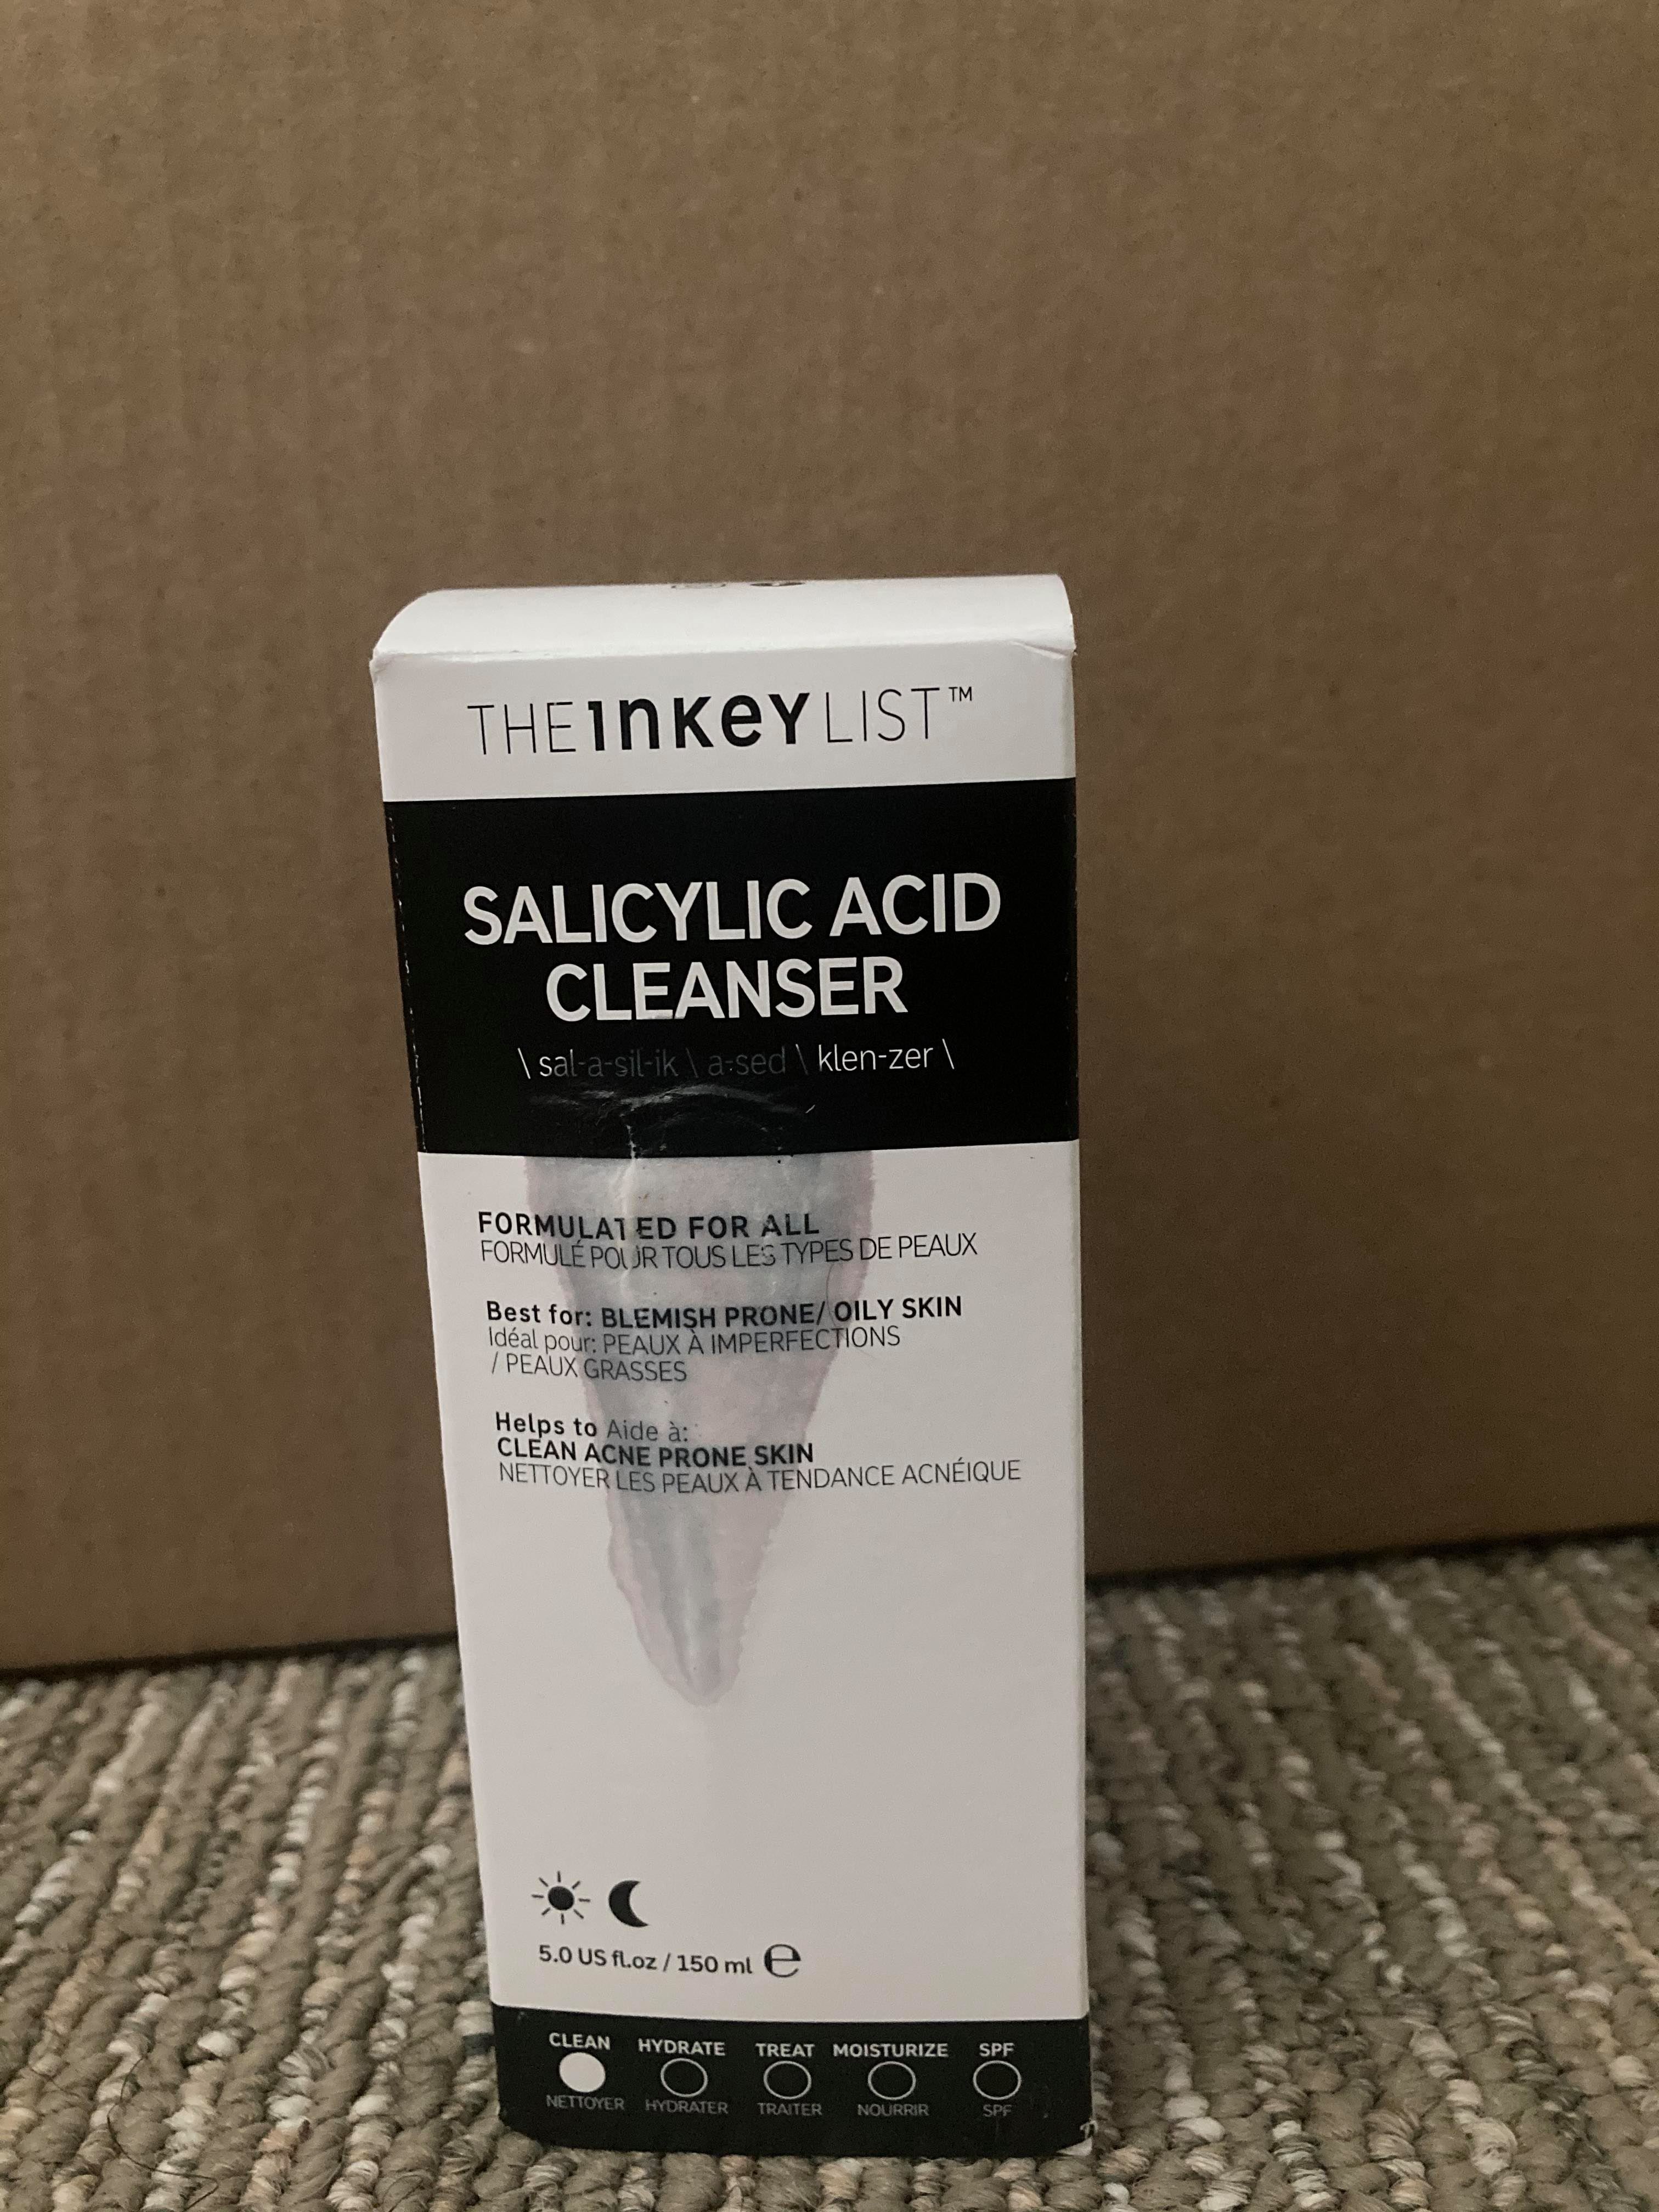 THE INKEY LIST™
SALICYLIC ACID
CLEANSER
\ sal-a-sil-ik \ a:sed \ klen-zer \
FORMULATED FOR ALL
FORMULÉ POUR TOUS LES TYPES DE PEAUX
Best for: BLEMISH PRONE/ OILY SKIN
Idéal pour: PEAUX À IMPERFECTIONS
/ PEAUX GRASSES
Helps to Aide à:
CLEAN ACNE PRONE SKIN
NETTOYER LES PEAUX À TENDANCE ACNÉIQUE
5.0 US fl.oz / 150 ml e
CLEAN HYDRATE TREAT MOISTURIZE SPF
NETTOYER HYDRATER TRAITER NOURRIR SPF